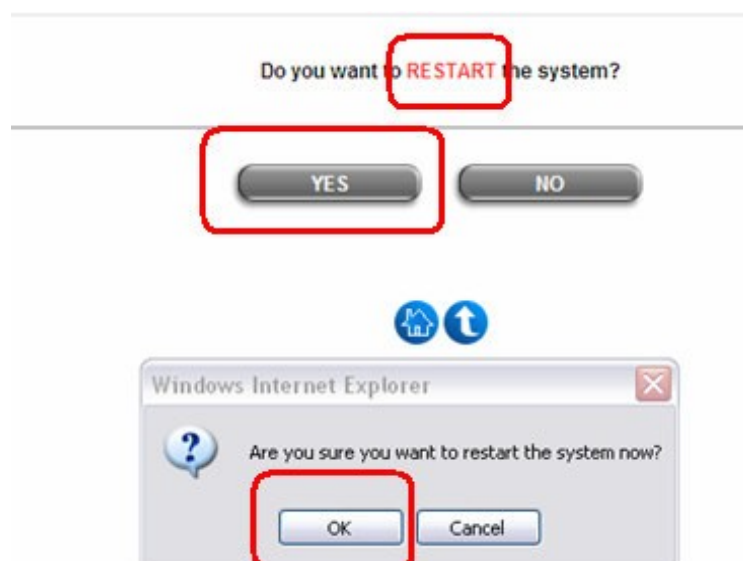 Do you want to RESTART the system?
YES NO
Windows Internet Explorer
Are you sure you want to restart the system now?
OK Cancel